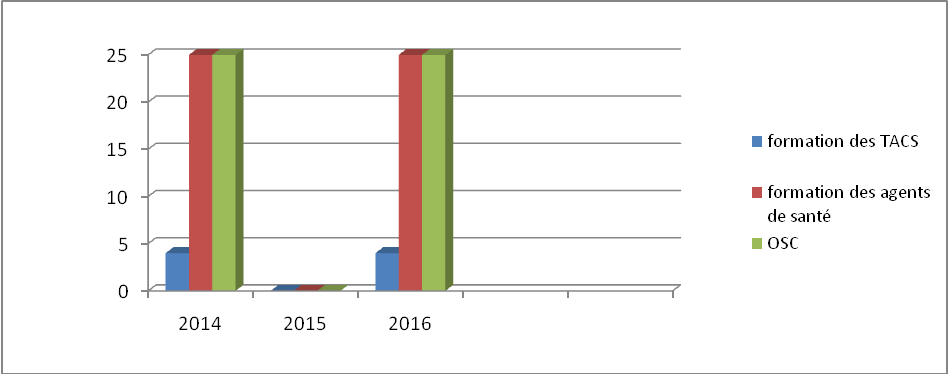 25
20
15
10
5
0
2014 2015 2016
formation des TACS
formation des agents
de santé
OSC